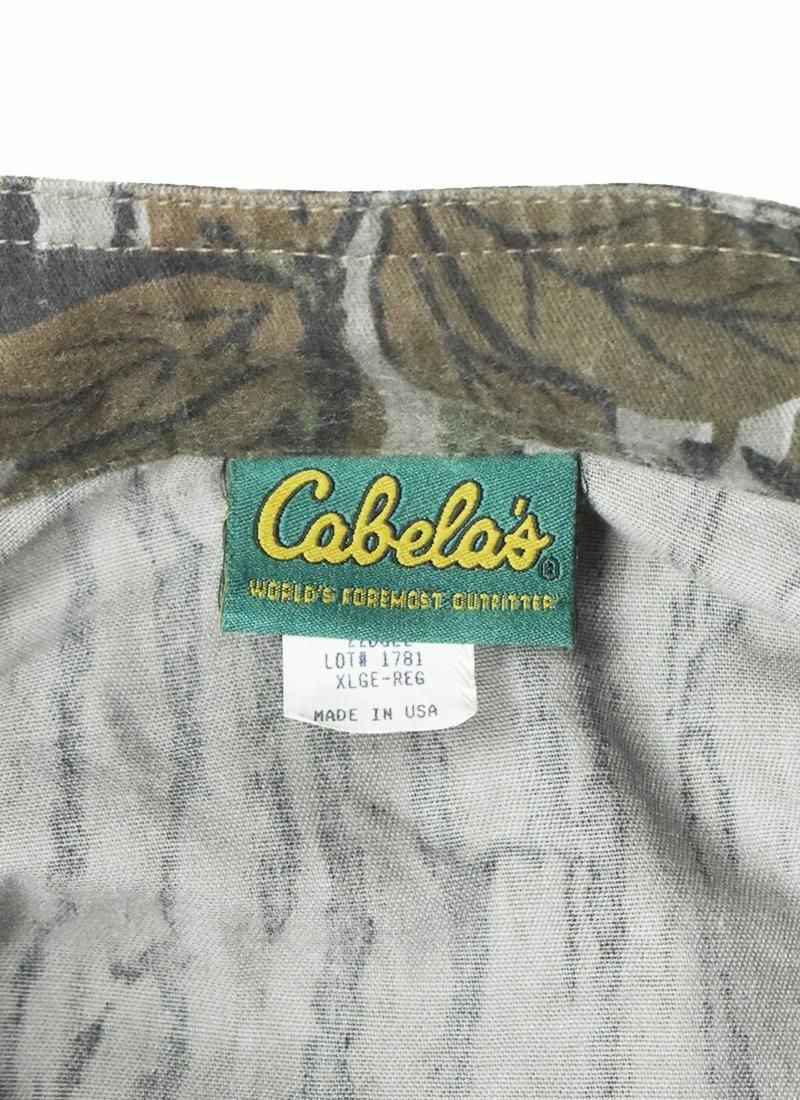 Cabela's®
WORLD'S FOREMOST OUTFITTER
LOT# 1781
XLGE-REG
MADE IN USA